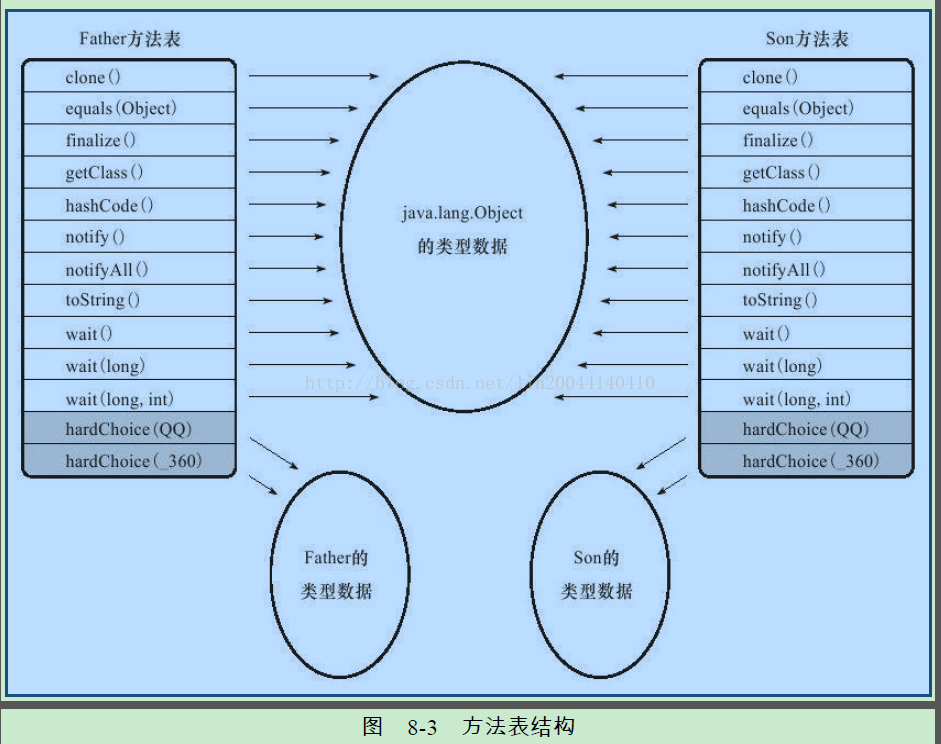 Father方法表
clone()
equals(Object)
finalize()
getClass()
hashCode()
notify()
notifyAll()
toString()
wait()
wait(long)
wait(long, int)
hardChoice(QQ)
hardChoice(_360)
java.lang.Object
的类型数据
Son方法表
clone()
equals(Object)
finalize()
getClass()
hashCode()
notify()
notifyAll()
toString()
wait()
wait(long)
wait(long, int)
hardChoice(QQ)
hardChoice(_360)
http://blog.csdn.net/lin20044140410
Father的
类型数据
Son的
类型数据
图 8-3 方法表结构